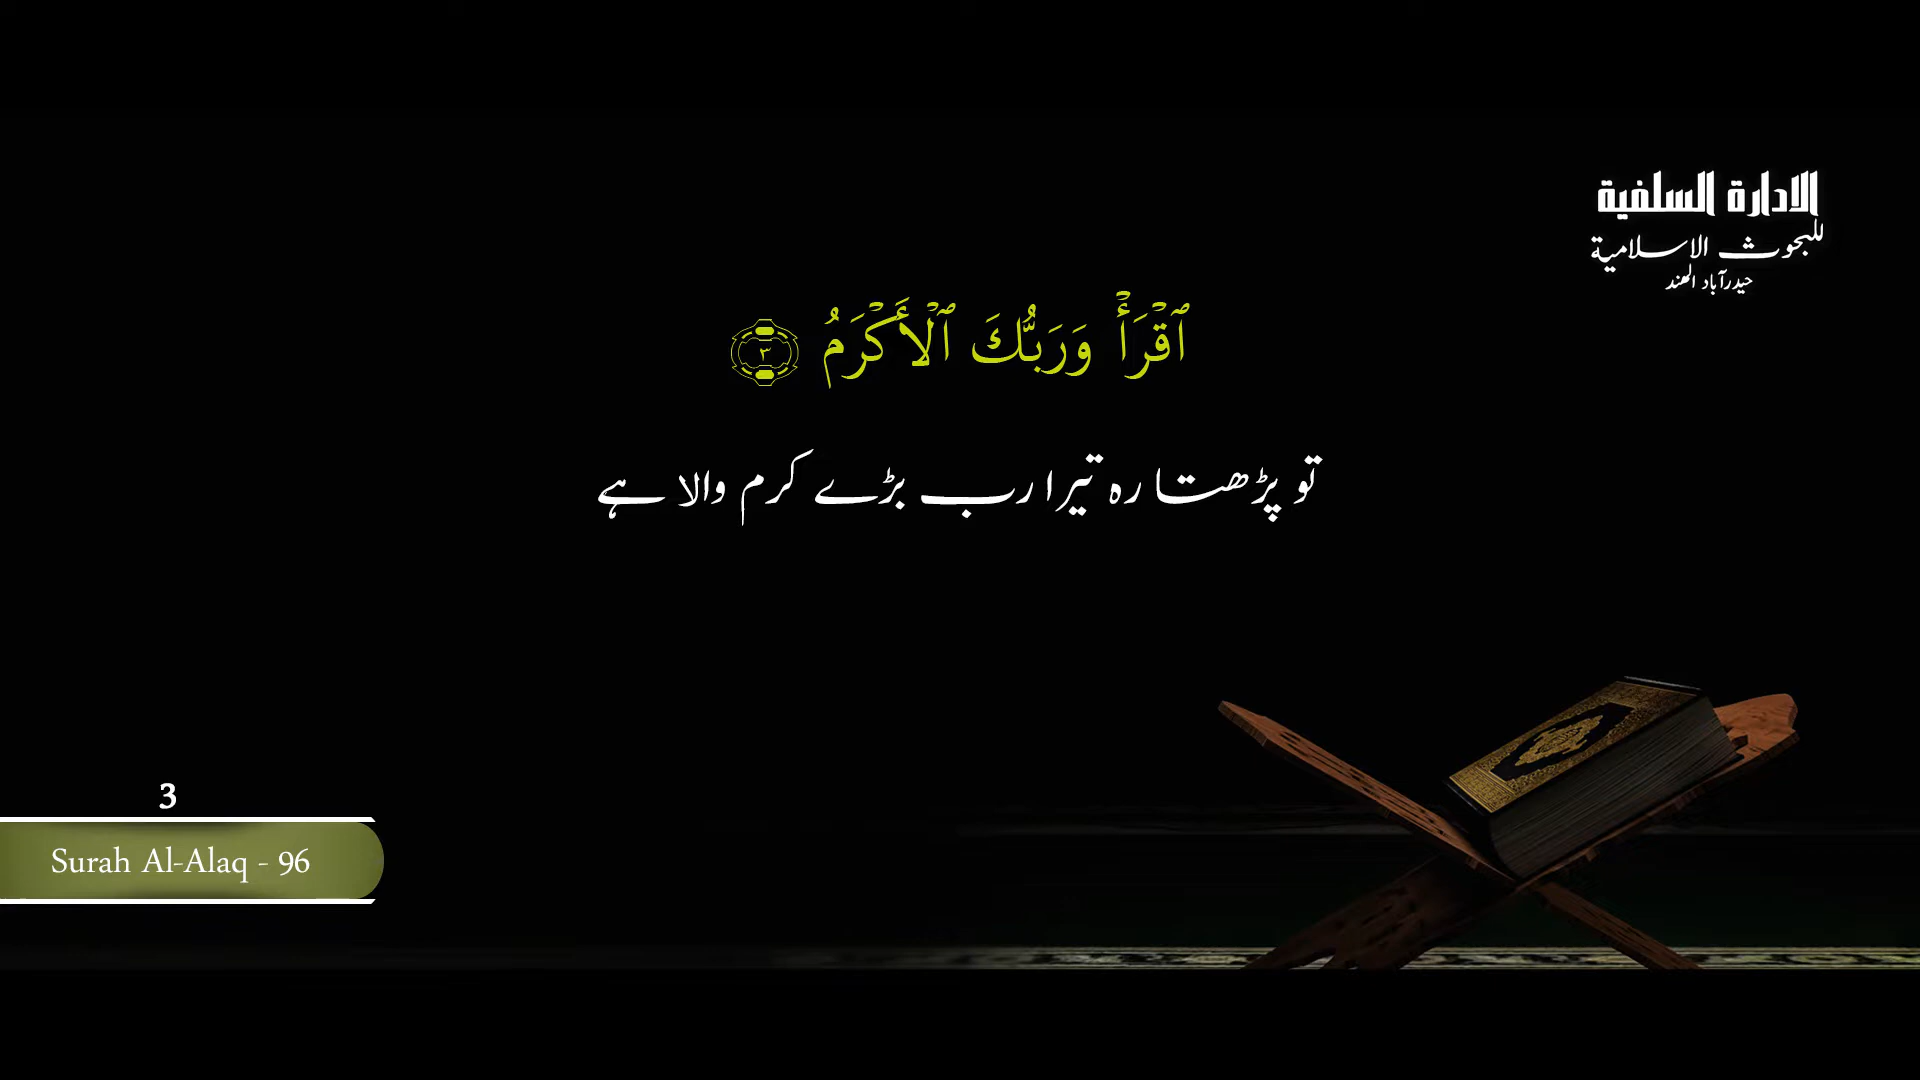 الادارة السلفية
للبحوث الاسلامية
حیدرآباد الهند
ٱقۡرَأۡ وَرَبُّكَ ٱلۡأَكۡرَمُ ٣
تو پڑھتا رہ تیرا رب بڑے کرم والا ہے
3
Surah Al-Alaq - 96